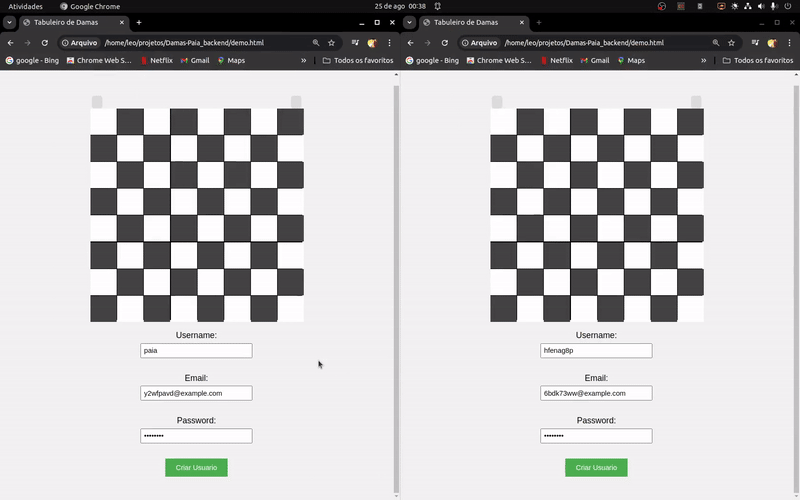 Atividades
Google Chrome
25 de ago 00:38
Tabuleiro de Damas
Arquivo /home/leo/projetos/Damas-Paia_backend/demo.html
google - Bing
Chrome Web S...
Netflix
Gmail
Maps
»
Todos os favoritos
Username:
paia
Email:
y2wfpavd@example.com
Password:
••••••••
Criar Usuario
Tabuleiro de Damas
Arquivo /home/leo/projetos/Damas-Paia_backend/demo.html
google - Bing
Chrome Web S...
Netflix
Gmail
Maps
»
Todos os favoritos
Username:
hfenag8p
Email:
6bdk73ww@example.com
Password:
••••••••
Criar Usuario